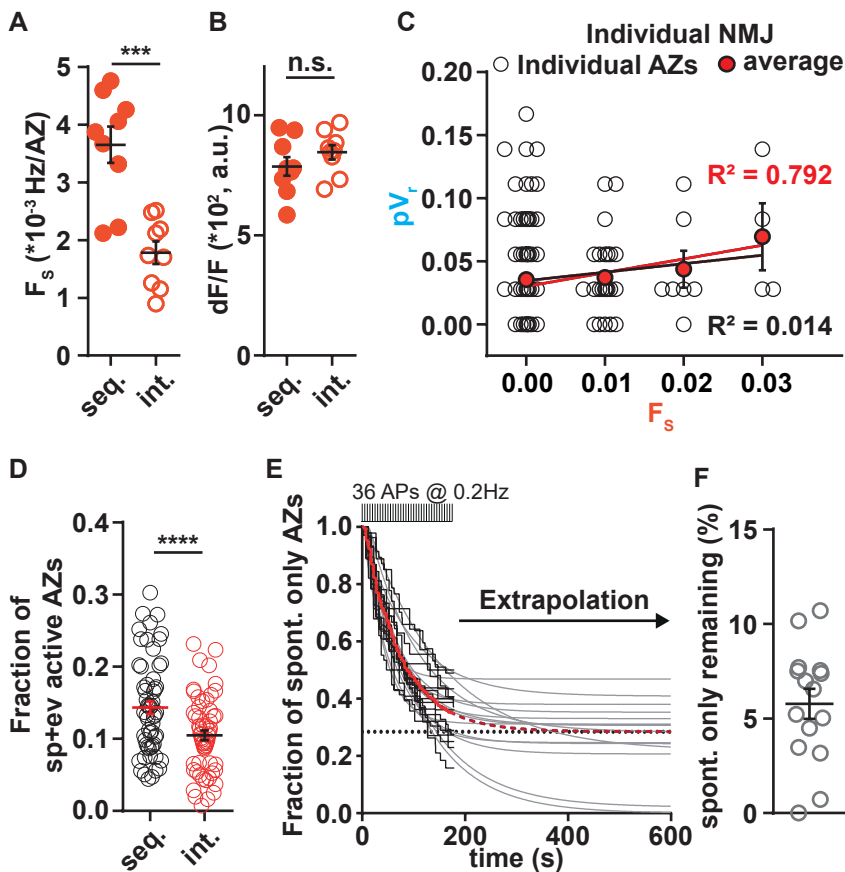 A
***
5
4
3
2
1
0
F_S (*10⁻³ Hz/AZ)
seq.
int.
B
n.s.
10
5
0
dF/F (*10², a.u.)
seq.
int.
C
Individual NMJ
Individual AZs
average
0.20
0.15
0.10
0.05
0.00
pV_r
R² = 0.792
R² = 0.014
0.00
0.01
0.02
0.03
F_S
D
****
0.4
0.3
0.2
0.1
0.0
Fraction of
sp+ev active AZs
seq.
int.
E
36 APs @ 0.2Hz
1.0
0.8
0.6
0.4
0.2
0.0
Fraction of spont. only AZs
Extrapolation
0
200
400
600
time (s)
F
15
10
5
0
spont. only remaining (%)